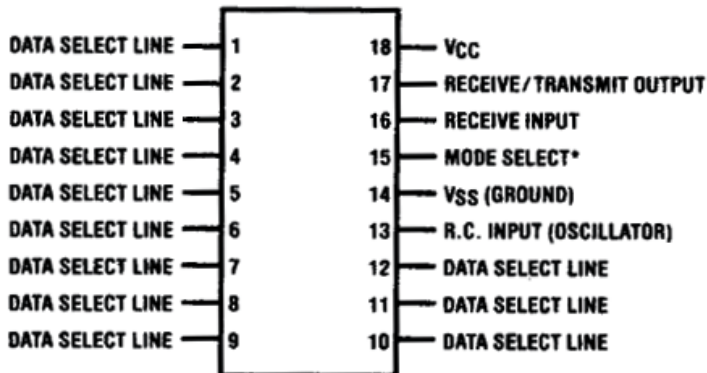 DATA SELECT LINE 1 18 VCC
DATA SELECT LINE 2 17 RECEIVE/TRANSMIT OUTPUT
DATA SELECT LINE 3 16 RECEIVE INPUT
DATA SELECT LINE 4 15 MODE SELECT*
DATA SELECT LINE 5 14 VSS (GROUND)
DATA SELECT LINE 6 13 R.C. INPUT (OSCILLATOR)
DATA SELECT LINE 7 12 DATA SELECT LINE
DATA SELECT LINE 8 11 DATA SELECT LINE
DATA SELECT LINE 9 10 DATA SELECT LINE